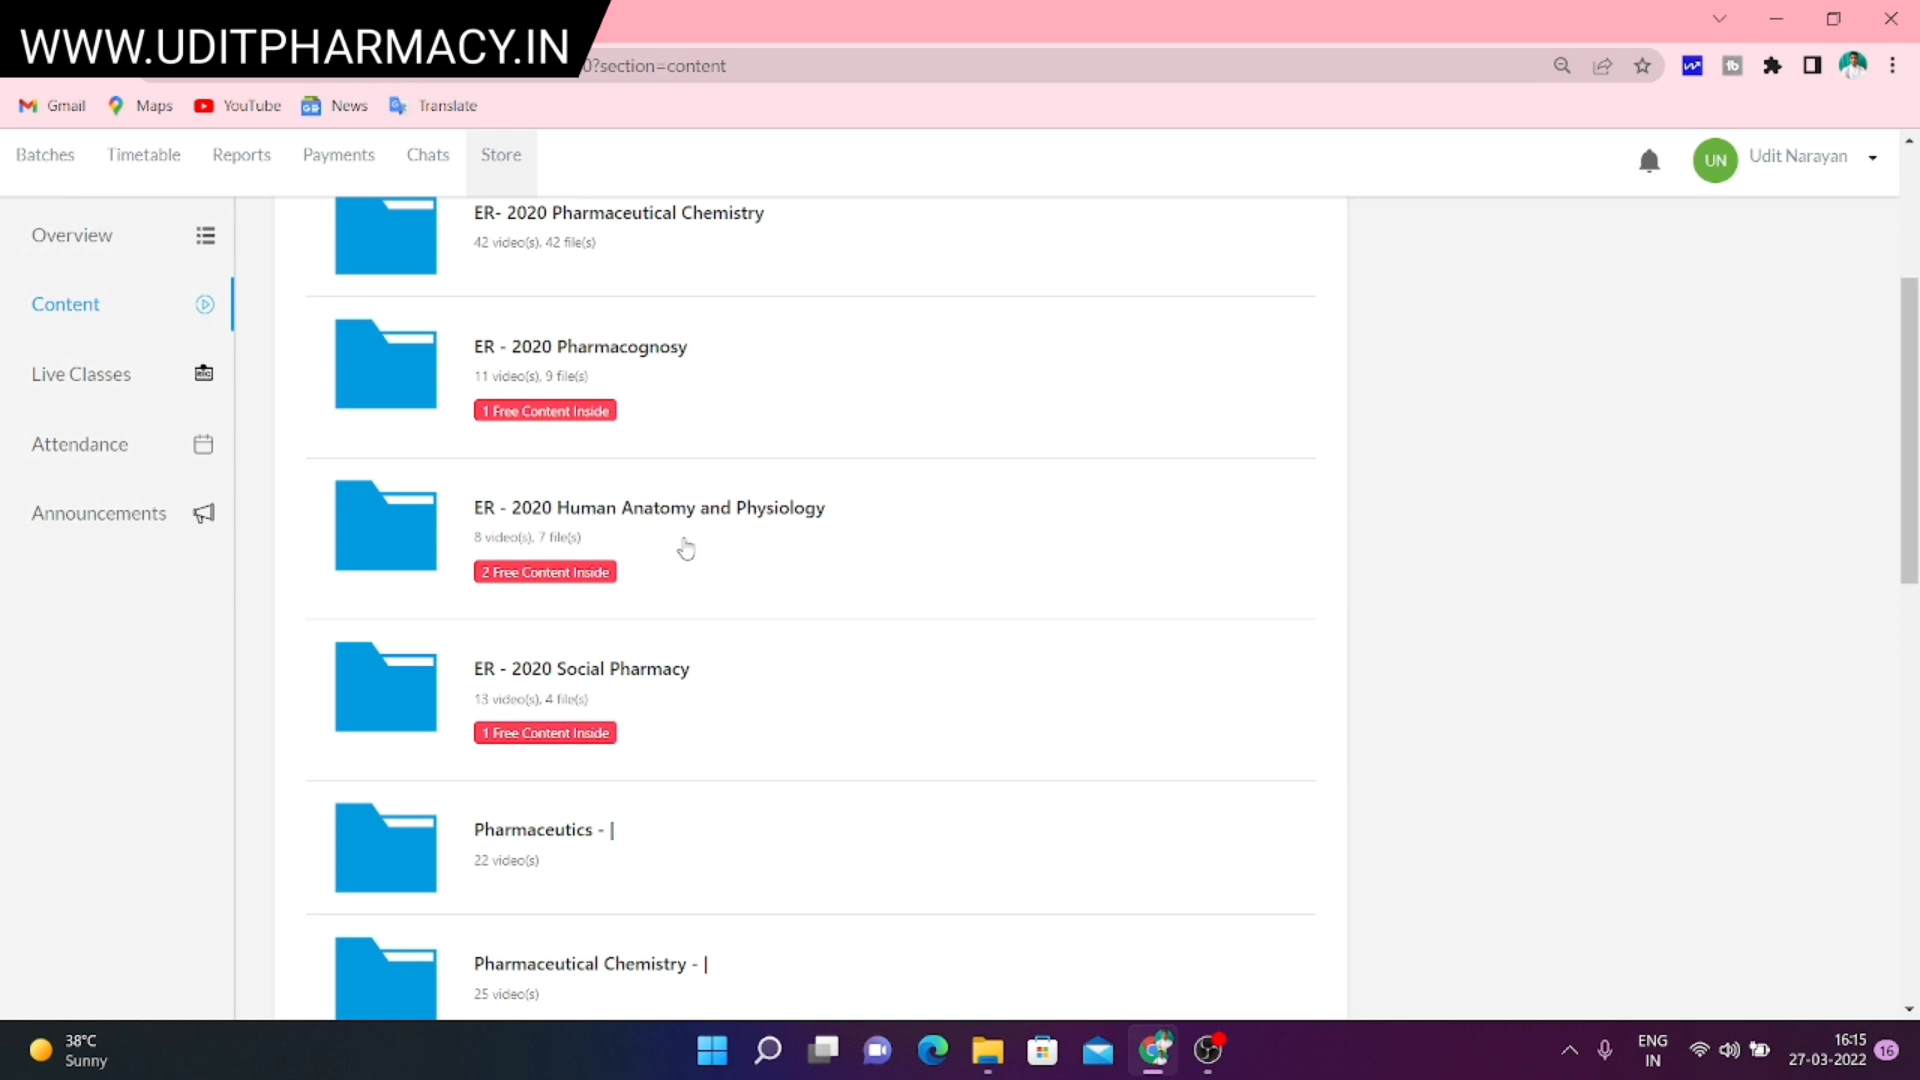 WWW.UDITPHARMACY.IN
0?section=content
Gmail
Maps
YouTube
News
Translate
Batches
Timetable
Reports
Payments
Chats
Store
UN
Udit Narayan
Overview
Content
Live Classes
Attendance
Announcements
ER- 2020 Pharmaceutical Chemistry
42 video(s), 42 file(s)
ER - 2020 Pharmacognosy
11 video(s), 9 file(s)
1 Free Content Inside
ER - 2020 Human Anatomy and Physiology
8 video(s), 7 file(s)
2 Free Content Inside
ER - 2020 Social Pharmacy
13 video(s), 4 file(s)
1 Free Content Inside
Pharmaceutics - |
22 video(s)
Pharmaceutical Chemistry - |
25 video(s)
38°C
Sunny
ENG
IN
16:15
27-03-2022
16